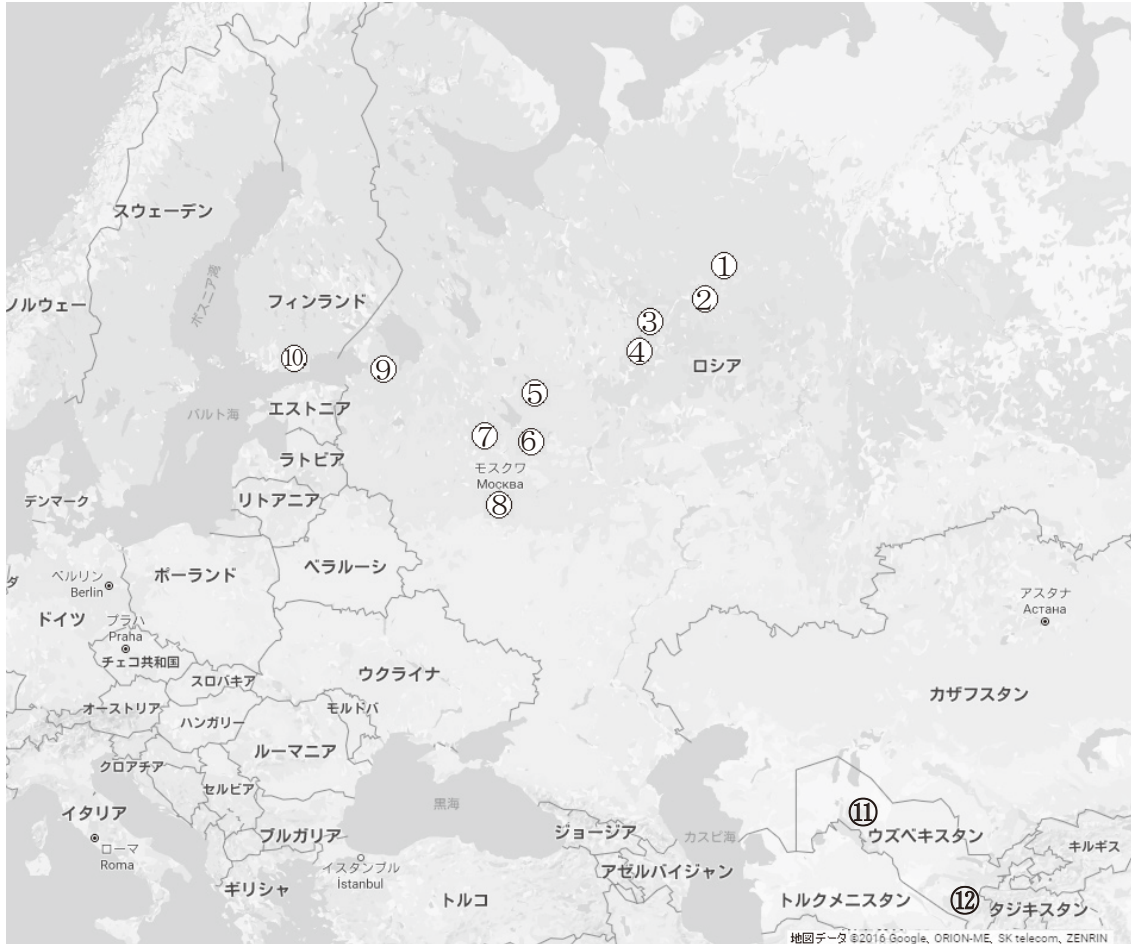 ①
スウェーデン
②
ノルウェー
ボスニア湾
フィンランド
③
④
⑩
⑨
ロシア
⑤
バルト海
エストニア
⑦
⑥
ラトビア
モスクワ
Москва
デンマーク
リトアニア
⑧
ベルリン
Berlin
ポーランド
ベラルーシ
ダ
ドイツ
プラハ
Praha
チェコ共和国
アスタナ
Астана
スロバキア
ウクライナ
カザフスタン
オーストリア
ハンガリー
モルドバ
ルーマニア
クロアチア
セルビア
イタリア
黒海
⑪
ローマ
Roma
ブルガリア
ジョージア
カスピ海
ウズベキスタン
キルギス
イスタンブル
İstanbul
アゼルバイジャン
ギリシャ
トルコ
トルクメニスタン
⑫
タジキスタン
地図データ ©2016 Google、ORION-ME、SK telecom、ZENRIN